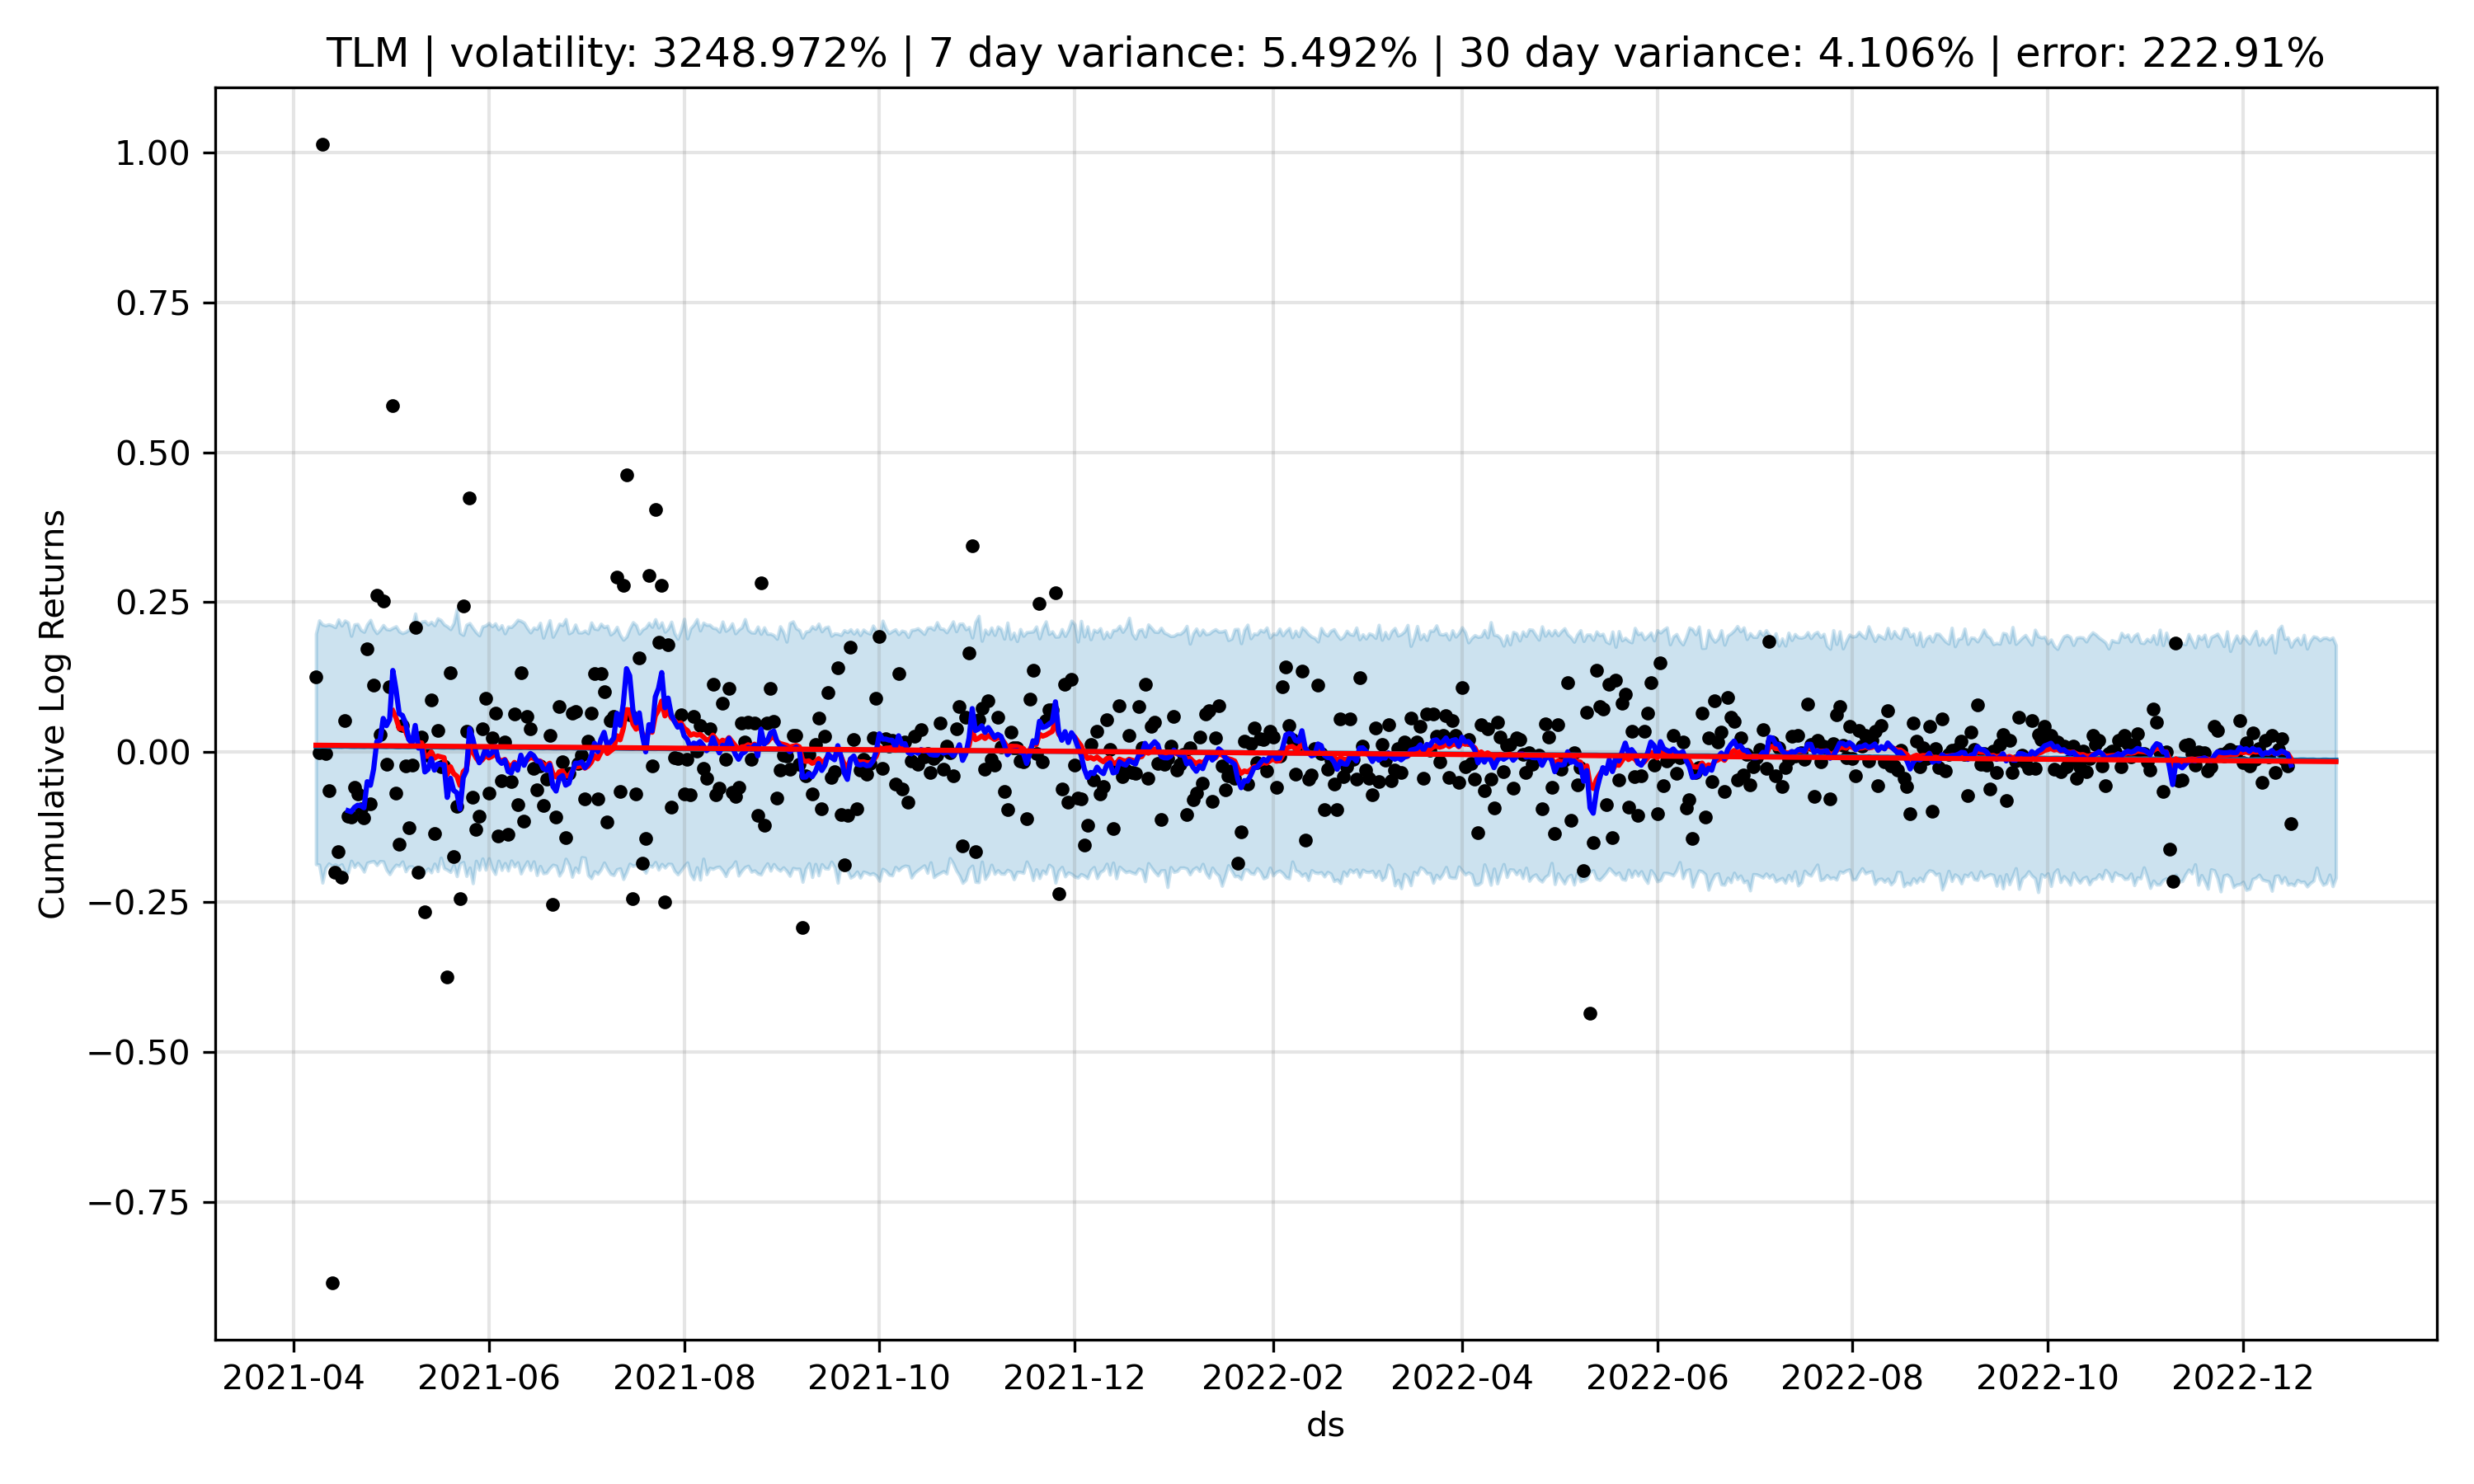 TLM | volatility: 3248.972% | 7 day variance: 5.492% | 30 day variance: 4.106% | error: 222.91%
Cumulative Log Returns
1.00
0.75
0.50
0.25
0.00
−0.25
−0.50
−0.75
2021-04 2021-06 2021-08 2021-10 2021-12 2022-02 2022-04 2022-06 2022-08 2022-10 2022-12
ds